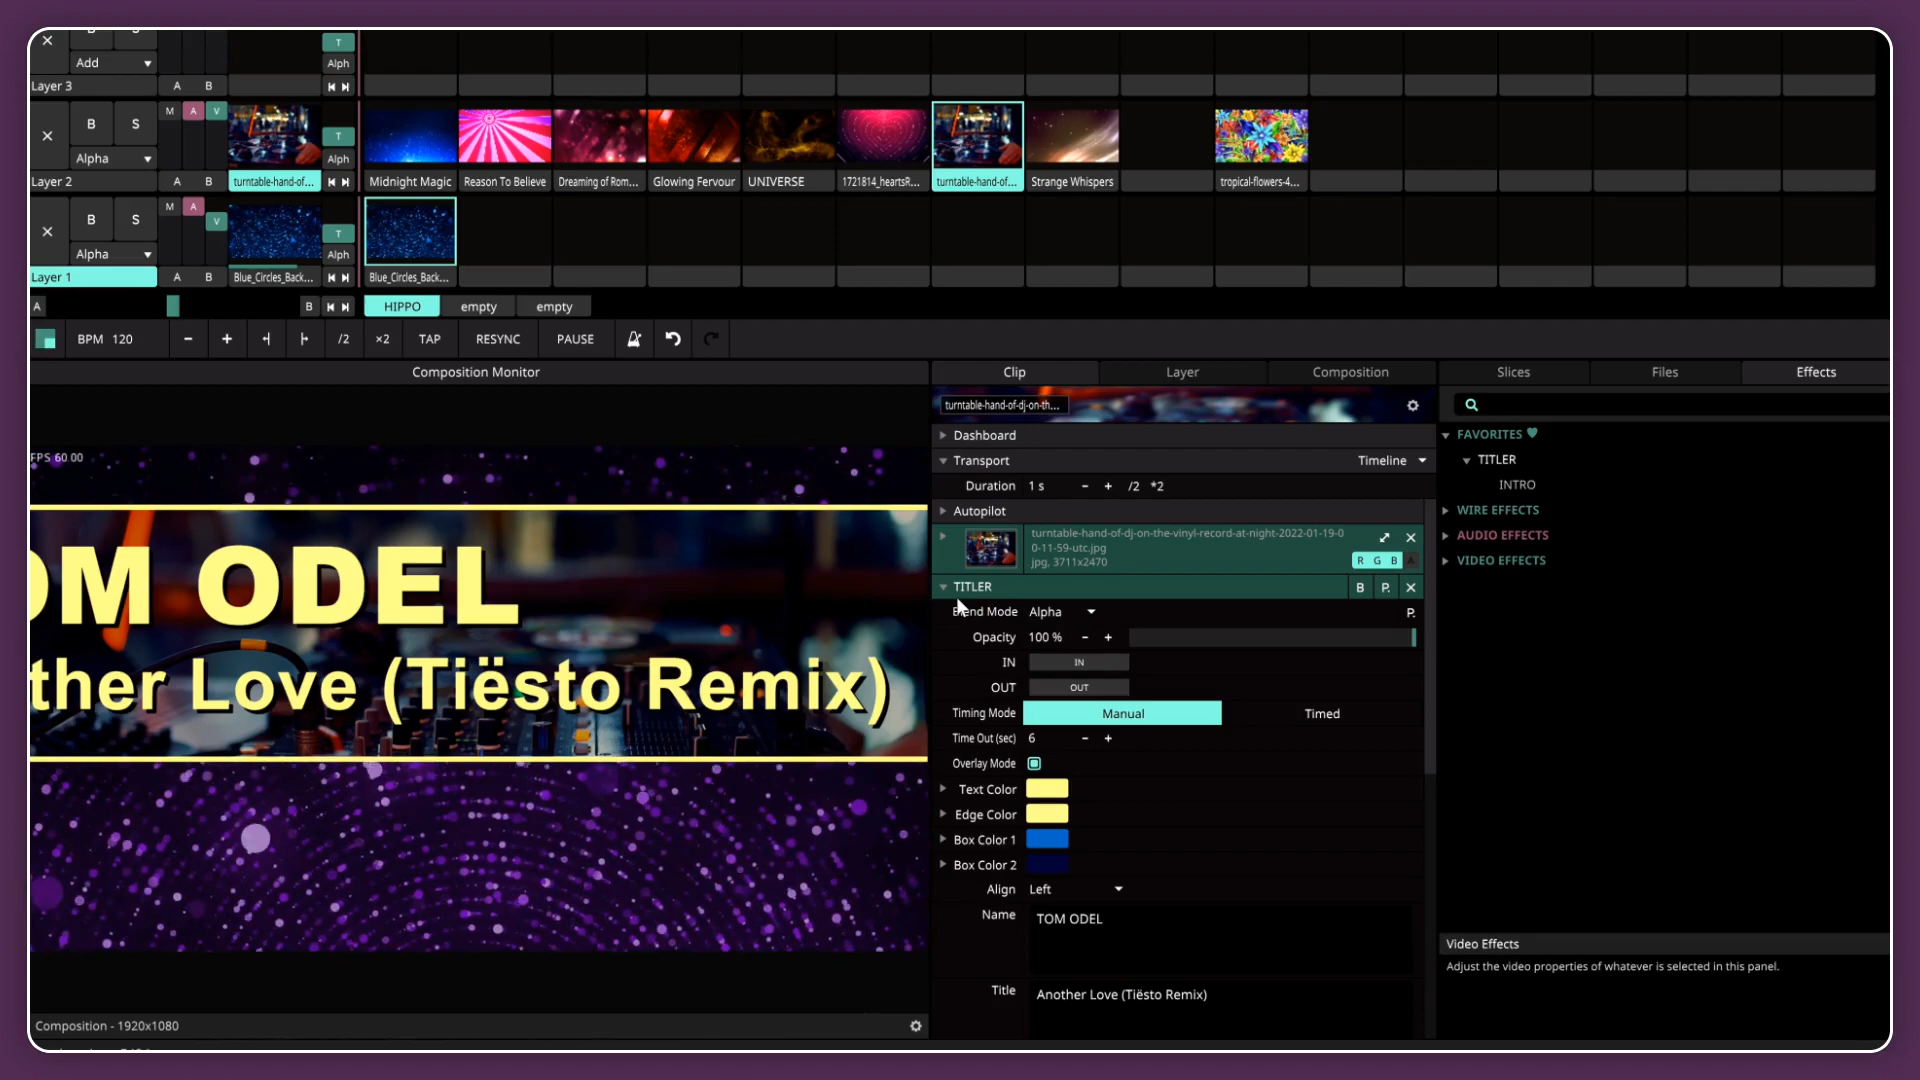 B S
Add
T
Alph
Layer 3 A B
M A V
B S
T
Alpha
Alph
Layer 2 A B turntable-hand-of... Midnight Magic Reason To Believe Dreaming of Rom... Glowing Fervour UNIVERSE 1721814_heartsR... turntable-hand-of... Strange Whispers tropical-flowers-4...
M A V
B S
T
Alpha
Alph
Layer 1 A B Blue_Circles_Back... Blue_Circles_Back...
A B HIPPO empty empty
BPM 120 - + /2 ×2 TAP RESYNC PAUSE
Composition Monitor
FPS 60 00
OM ODEL
ther Love (Tiësto Remix)
Composition - 1920x1080
Clip Layer Composition
turntable-hand-of-dj-on-th...
Dashboard
Transport Timeline
Duration 1 s - + /2 *2
Autopilot
turntable-hand-of-dj-on-the-vinyl-record-at-night-2022-01-19-0
0-11-59-utc.jpg
jpg, 3711x2470
R G B A
TITLER B P.
Blend Mode Alpha P.
Opacity 100 % - +
IN IN
OUT OUT
Timing Mode Manual Timed
Time Out (sec) 6 - +
Overlay Mode
Text Color
Edge Color
Box Color 1
Box Color 2
Align Left
Name TOM ODEL
Title Another Love (Tiësto Remix)
Slices Files Effects
FAVORITES
TITLER
INTRO
WIRE EFFECTS
AUDIO EFFECTS
VIDEO EFFECTS
Video Effects
Adjust the video properties of whatever is selected in this panel.